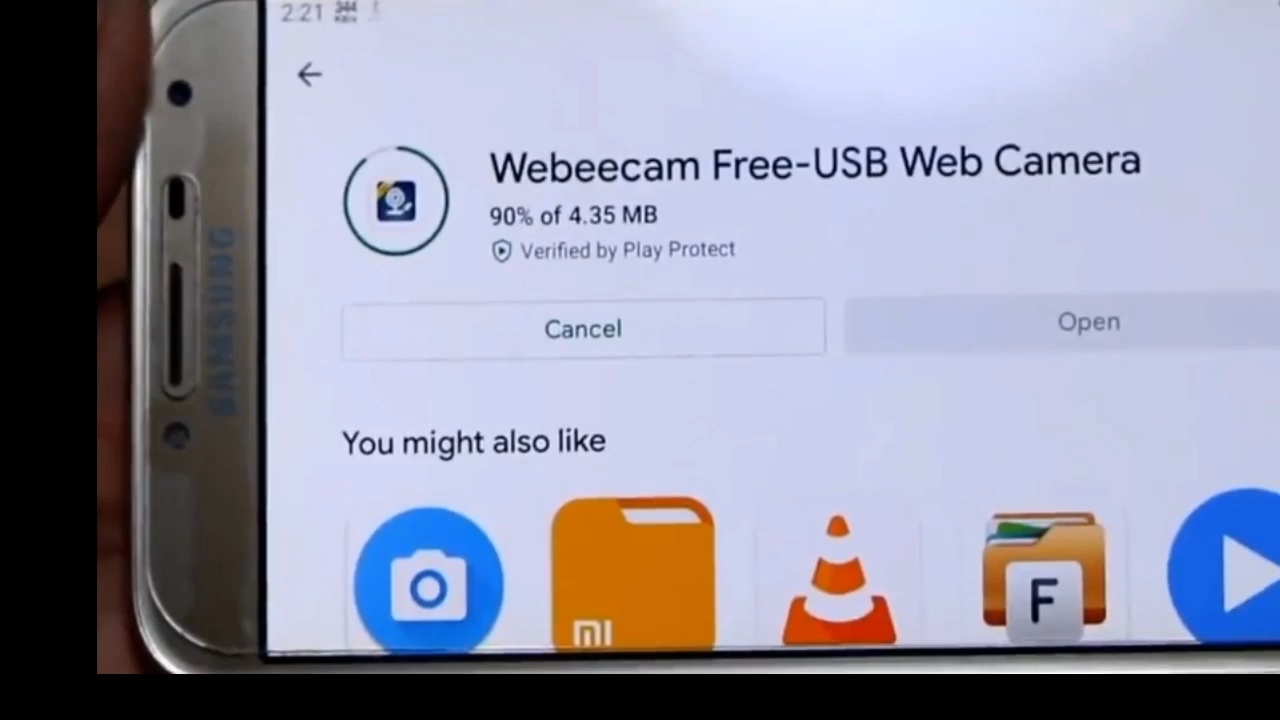 2:21
Webeecam Free-USB Web Camera
90% of 4.35 MB
Verified by Play Protect
Cancel
Open
You might also like
SAMSUNG
MI
F